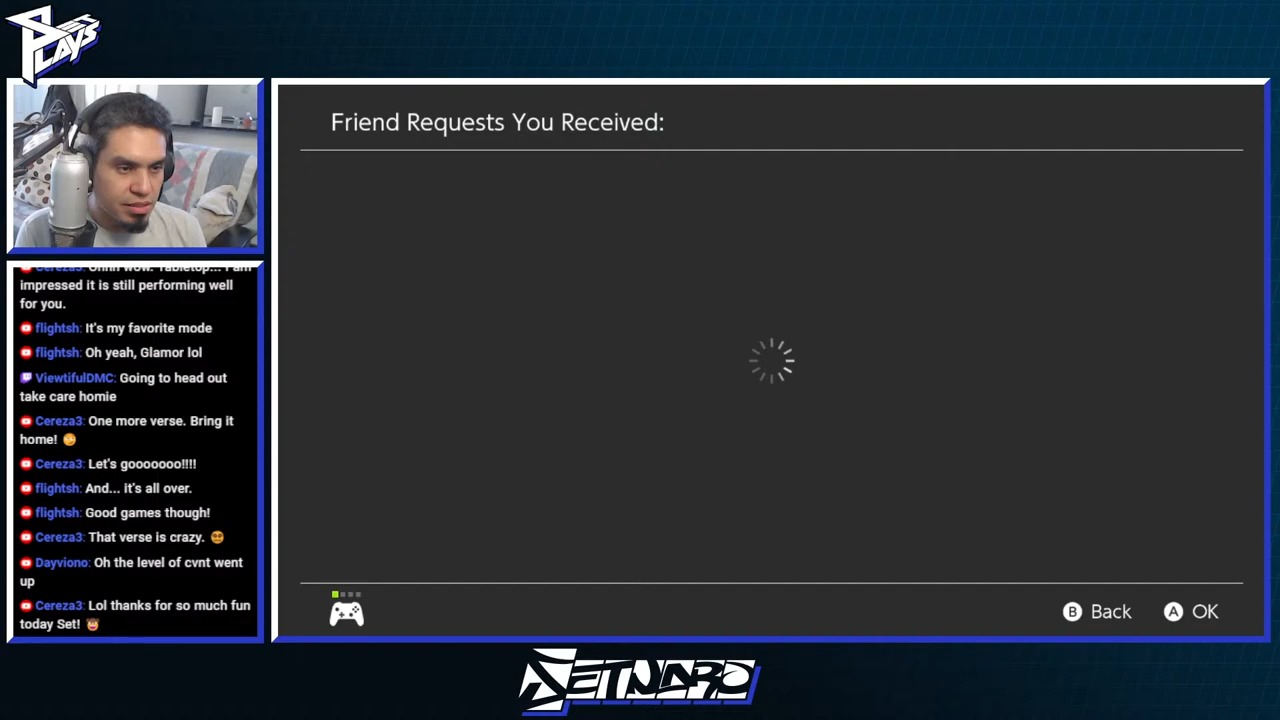 PLAYS
Friend Requests You Received:
impressed it is still performing well
for you.
flightsh: It's my favorite mode
flightsh: Oh yeah, Glamor lol
ViewtifulDMC: Going to head out
take care homie
Cereza3: One more verse. Bring it
home!
Cereza3: Let's gooooooo!!!!
flightsh: And... it's all over.
flightsh: Good games though!
Cereza3: That verse is crazy.
Dayviono: Oh the level of cvnt went
up
Cereza3: Lol thanks for so much fun
today Set!
B Back A OK
SETNARO